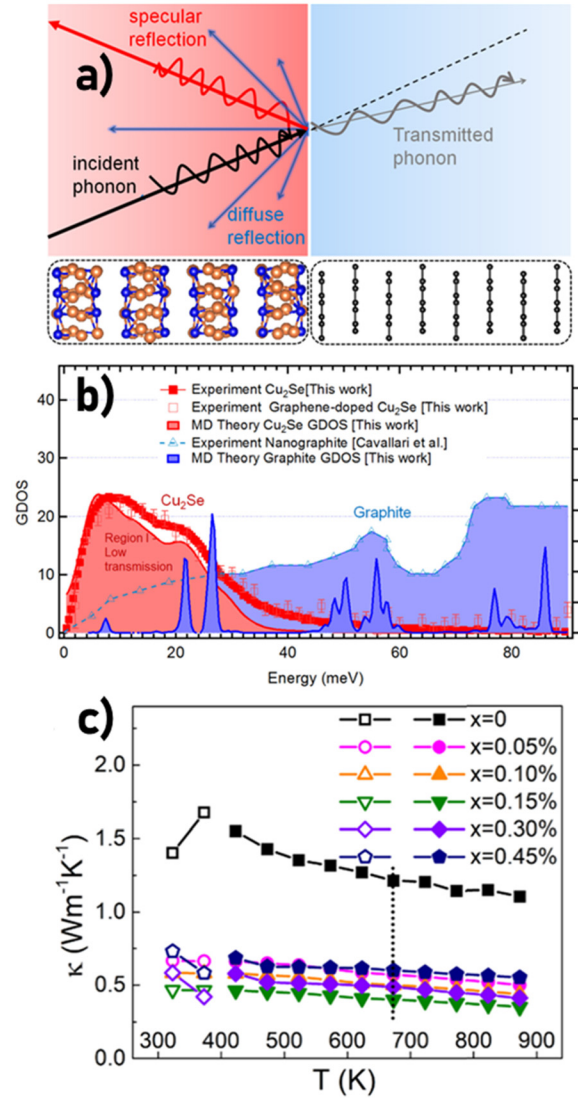 specular
reflection
a)
incident
phonon
Transmitted
phonon
diffuse
reflection
b)
Experiment Cu₂Se[This work]
Experiment Graphene-doped Cu₂Se [This work]
MD Theory Cu₂Se GDOS [This work]
Experiment Nanographite [Cavallari et al.]
MD Theory Graphite GDOS [This work]
GDOS
40
30
20
10
0
Cu₂Se
Graphite
Region I -
Low
transmission
0 20 40 60 80
Energy (meV)
c)
x=0
x=0.05%
x=0.10%
x=0.15%
x=0.30%
x=0.45%
κ (Wm⁻¹K⁻¹)
2.0
1.5
1.0
0.5
0.0
300 400 500 600 700 800 900
T (K)